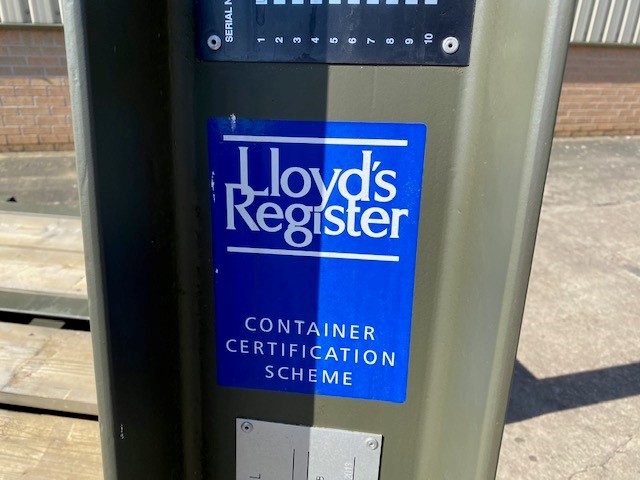 SERIAL N
1 2 3 4 5 6 7 8 9 10
Lloyd's
Register
CONTAINER
CERTIFICATION
SCHEME